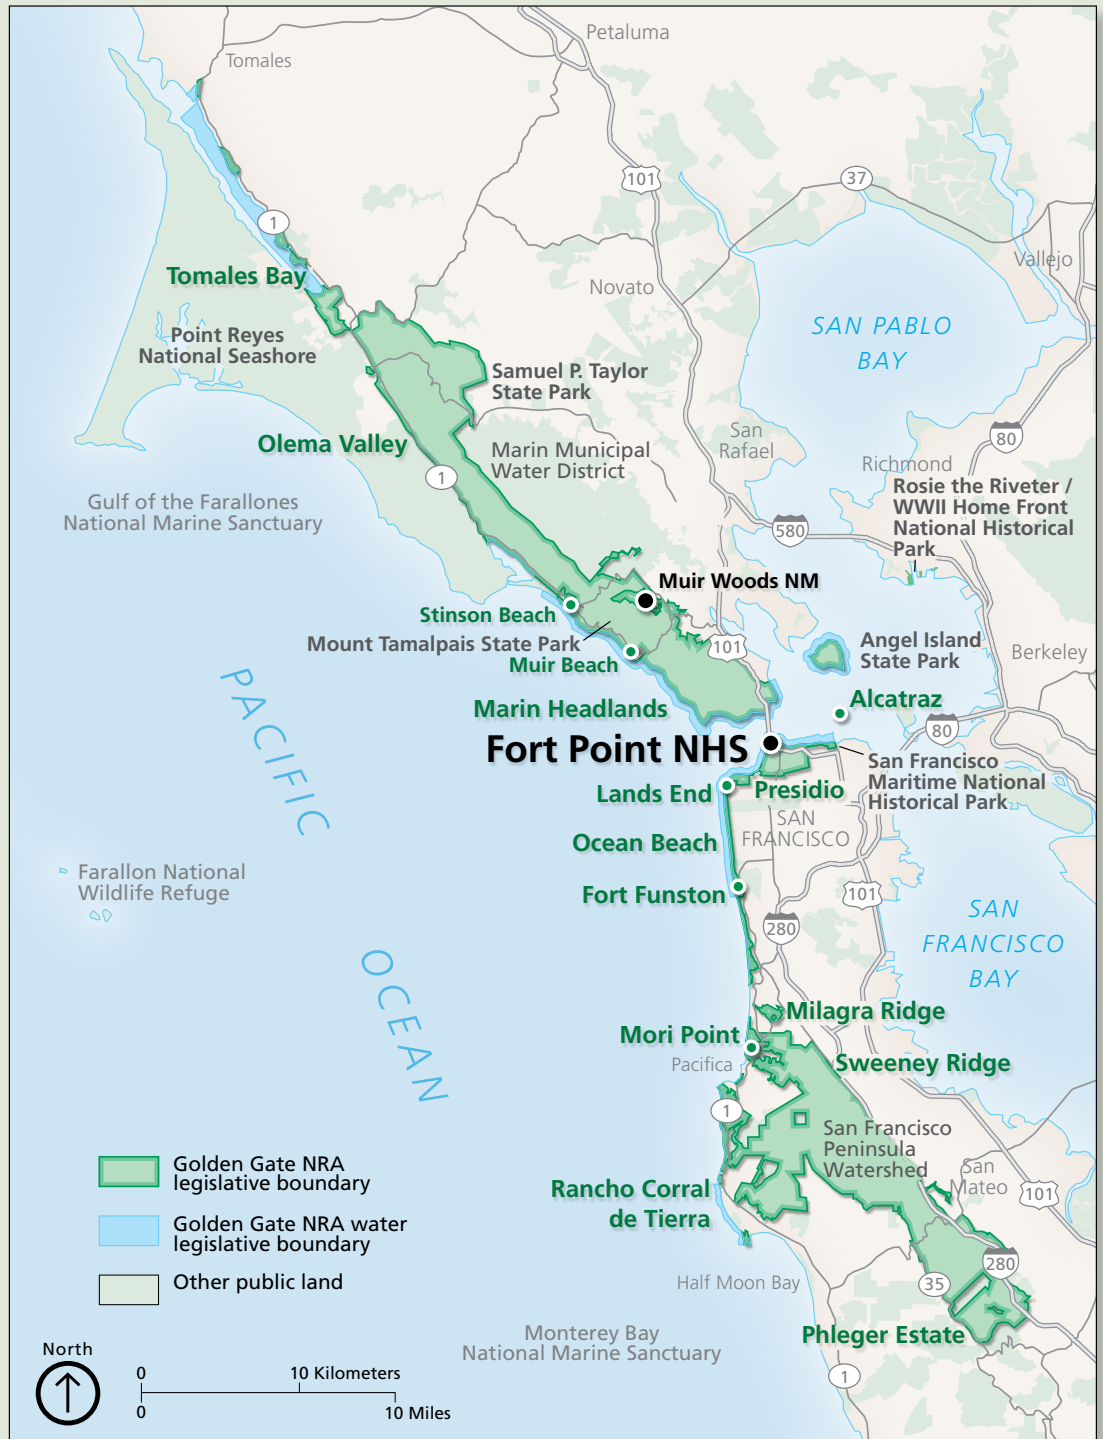 Petaluma
Tomales
101
37
1
Vallejo
Tomales Bay
Novato
SAN PABLO
BAY
Point Reyes
National Seashore
Samuel P. Taylor
State Park
Olema Valley
San
Rafael
80
Marin Municipal
Water District
Richmond
1
Rosie the Riveter /
WWII Home Front
National Historical
Park
Gulf of the Farallones
National Marine Sanctuary
580
Muir Woods NM
Stinson Beach
Mount Tamalpais State Park
101
Angel Island
State Park
Berkeley
Muir Beach
Marin Headlands
Alcatraz
80
Fort Point NHS
San Francisco
Maritime National
Historical Park
Lands End
Presidio
PACIFIC
OCEAN
SAN
FRANCISCO
Ocean Beach
Farallon National
Wildlife Refuge
Fort Funston
101
280
SAN
FRANCISCO
BAY
Milagra Ridge
Mori Point
Sweeney Ridge
Pacifica
1
San Francisco
Peninsula
Watershed
San
Mateo
101
Rancho Corral
de Tierra
280
35
Half Moon Bay
Phleger Estate
Monterey Bay
National Marine Sanctuary
1
Golden Gate NRA
legislative boundary
Golden Gate NRA water
legislative boundary
Other public land
North
0
10 Kilometers
0
10 Miles